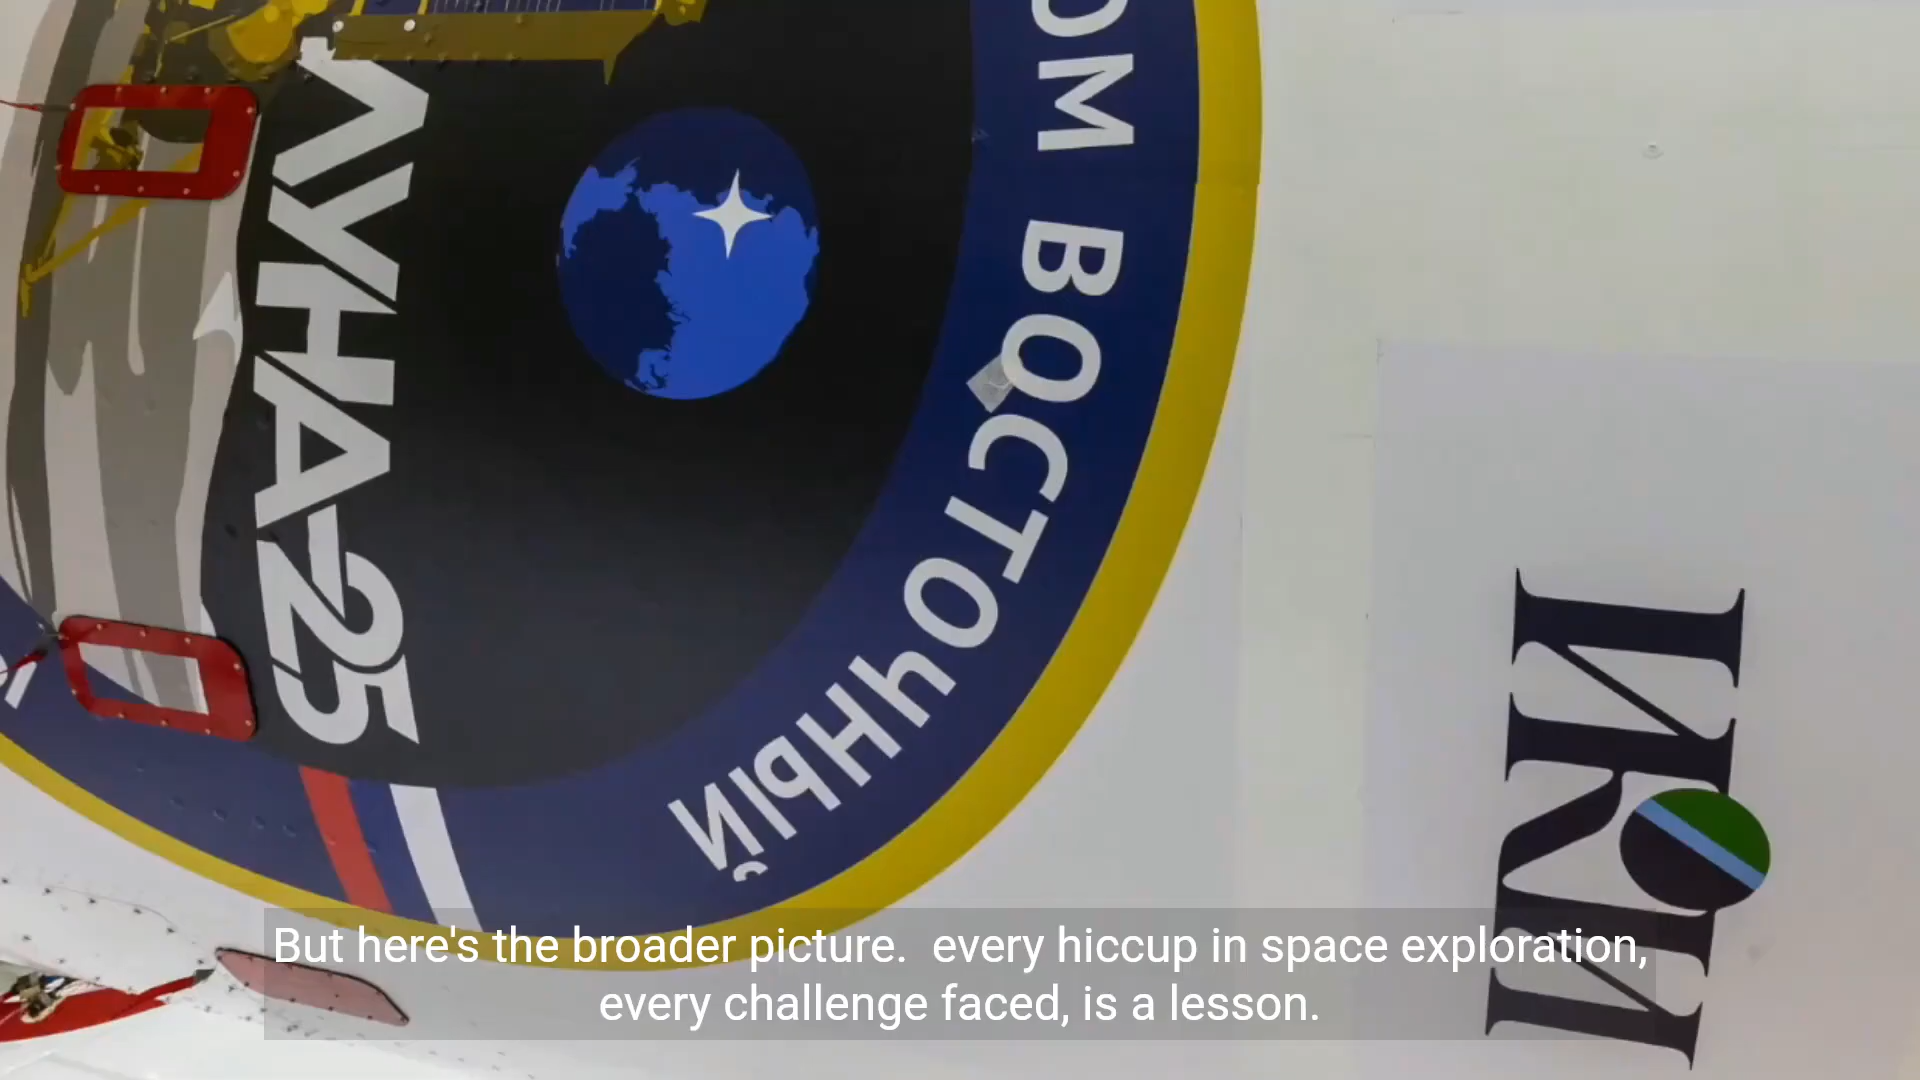 ЛУНА-25
ОМ ВОСТОЧНЫЙ
ИКИ
But here's the broader picture.  every hiccup in space exploration,
every challenge faced, is a lesson.